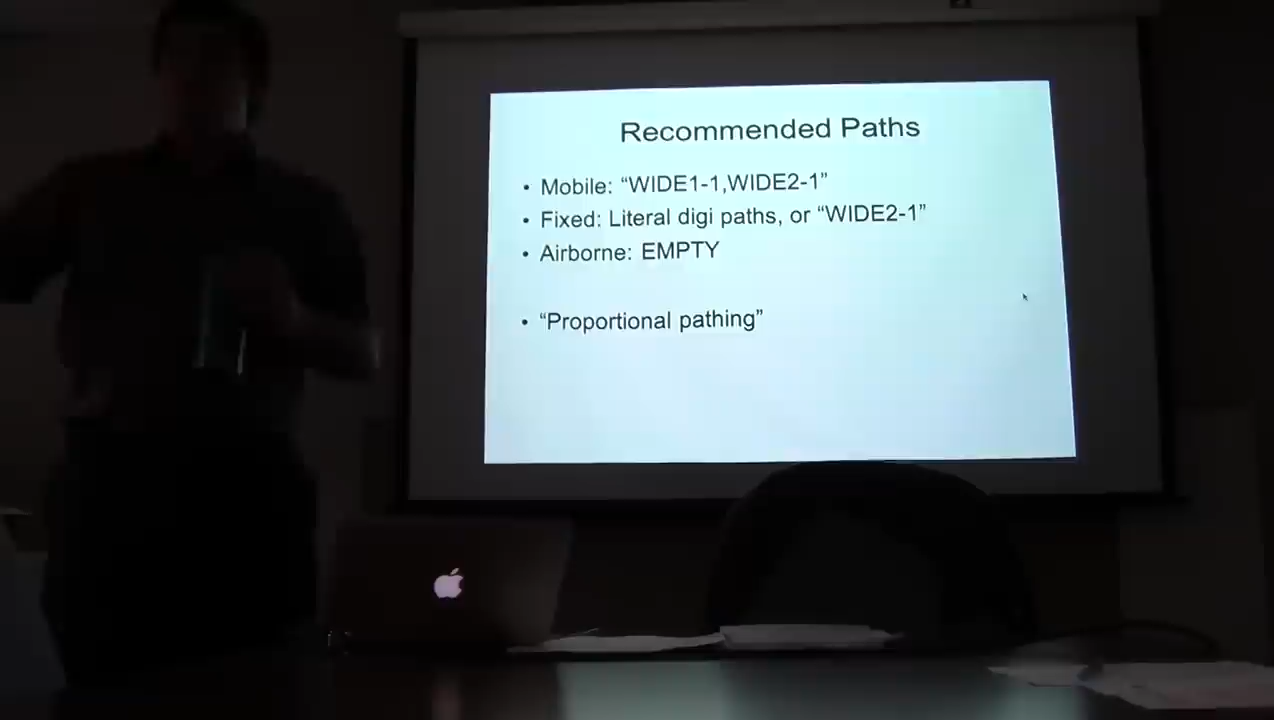 Recommended Paths
• Mobile: “WIDE1-1,WIDE2-1”
• Fixed: Literal digi paths, or “WIDE2-1”
• Airborne: EMPTY
• “Proportional pathing”